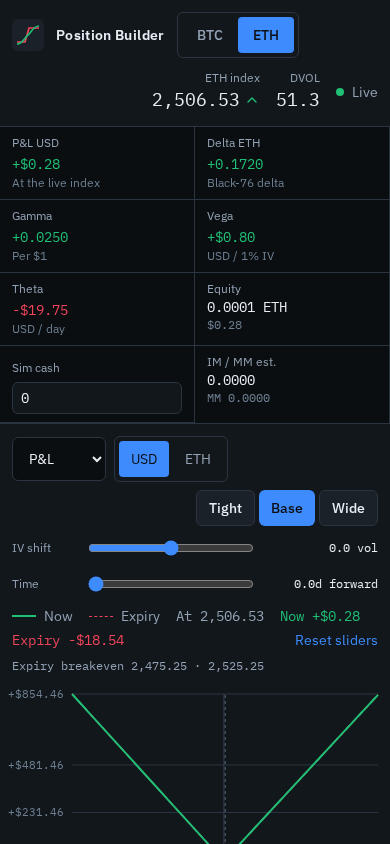 Position Builder
BTC ETH
ETH index DVOL
2,506.53 51.3 Live
P&L USD
+$0.28
At the live index
Delta ETH
+0.1720
Black-76 delta
Gamma
+0.0250
Per $1
Vega
+$0.80
USD / 1% IV
Theta
-$19.75
USD / day
Equity
0.0001 ETH
$0.28
Sim cash
0
IM / MM est.
0.0000
MM 0.0000
P&L USD ETH
Tight Base Wide
IV shift 0.0 vol
Time 0.0d forward
Now Expiry At 2,506.53 Now +$0.28
Expiry -$18.54 Reset sliders
Expiry breakeven 2,475.25 · 2,525.25
+$854.46
+$481.46
+$231.46